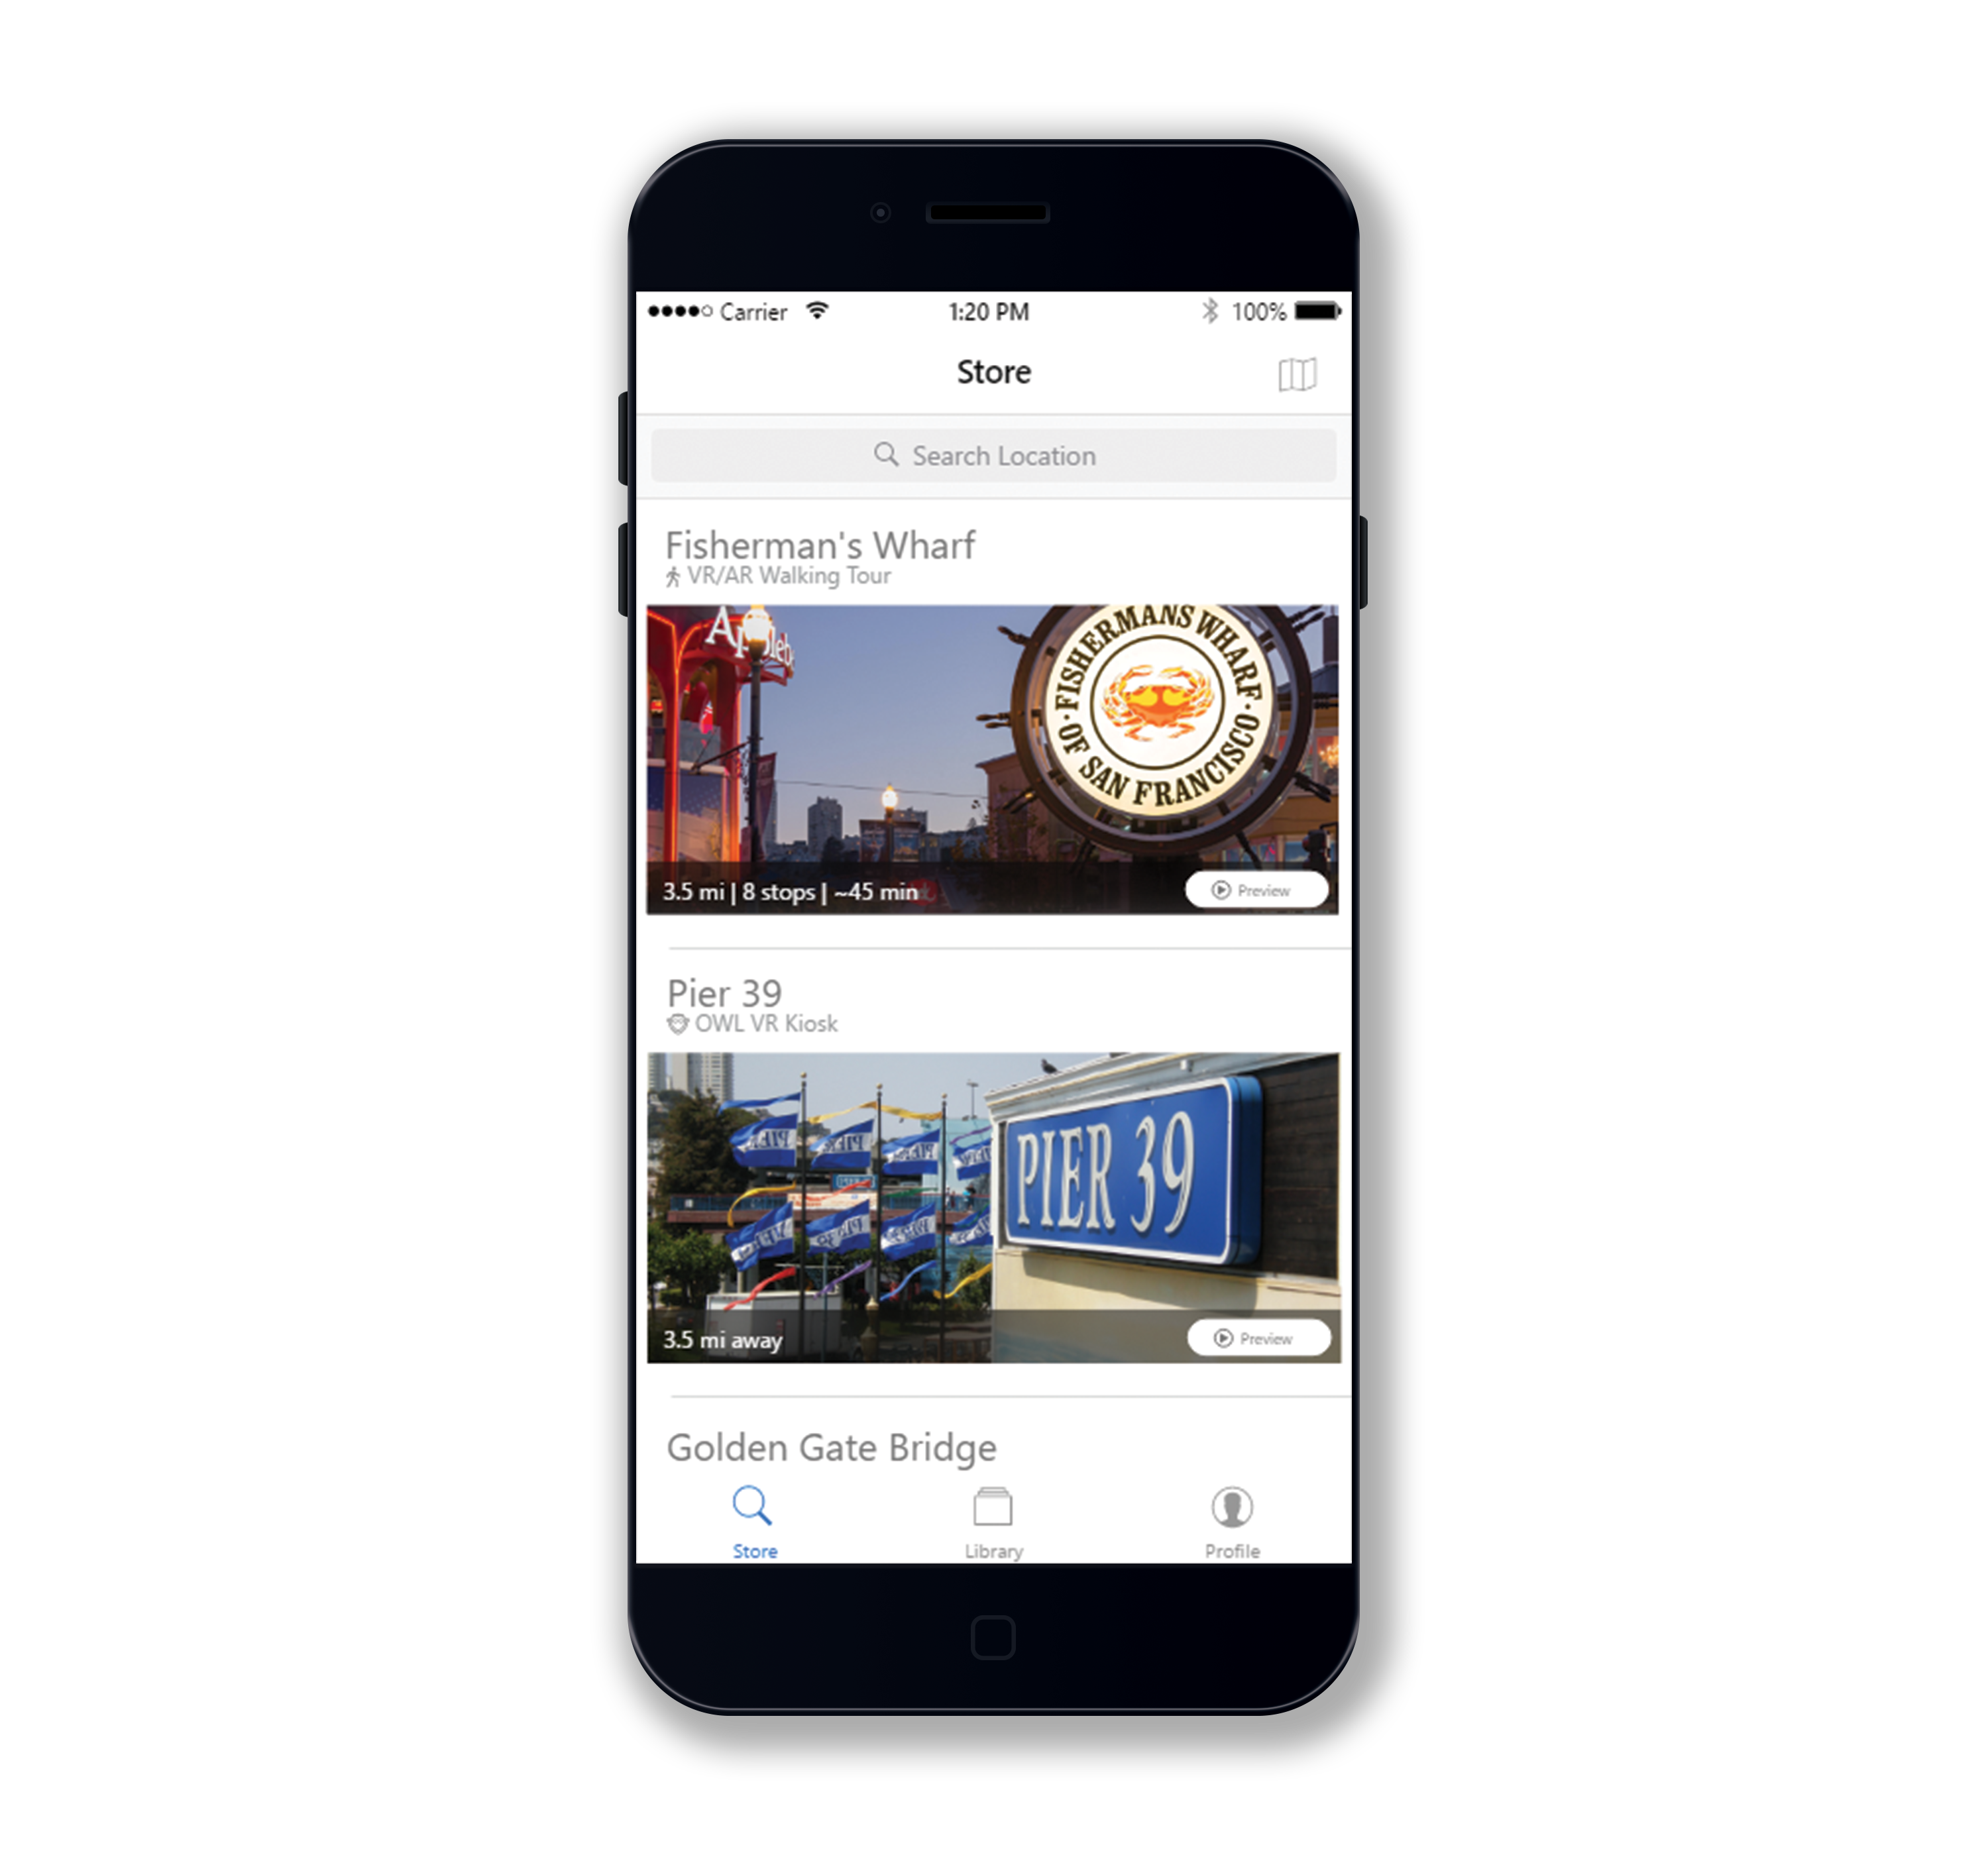 Carrier 1:20 PM 100%
Store
Search Location
Fisherman's Wharf
VR/AR Walking Tour
Appleb
FISHERMANS WHARF
OF SAN FRANCISCO
3.5 mi | 8 stops | ~45 min
Preview
Pier 39
OWL VR Kiosk
PIER 39
3.5 mi away
Preview
Golden Gate Bridge
Store Library Profile